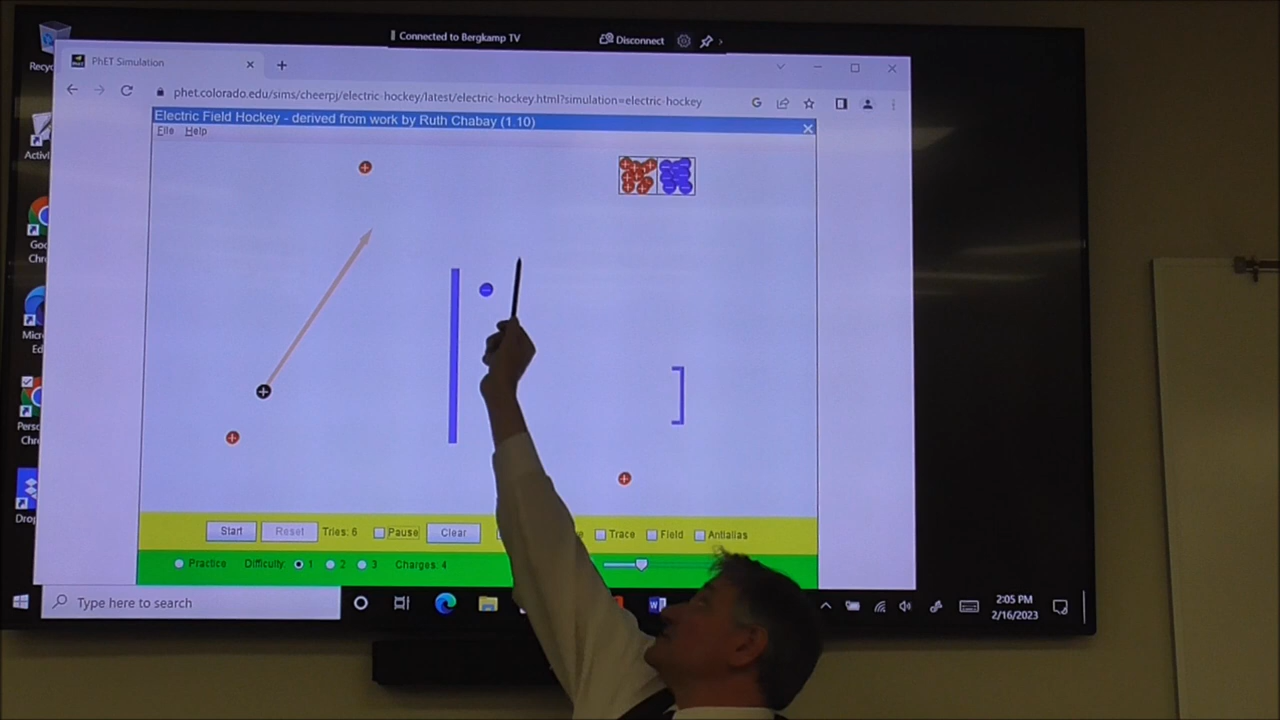 Connected to Bergkamp TV
Disconnect
PhET Simulation
phet.colorado.edu/sims/cheerpj/electric-hockey/latest/electric-hockey.html?simulation=electric-hockey
Electric Field Hockey - derived from work by Ruth Chabay (1.10)
File Help
Start Reset Tries: 6 Pause Clear Trace Field Antialias
Practice Difficulty: 1 2 3 Charges: 4
Type here to search
2:05 PM
2/16/2023